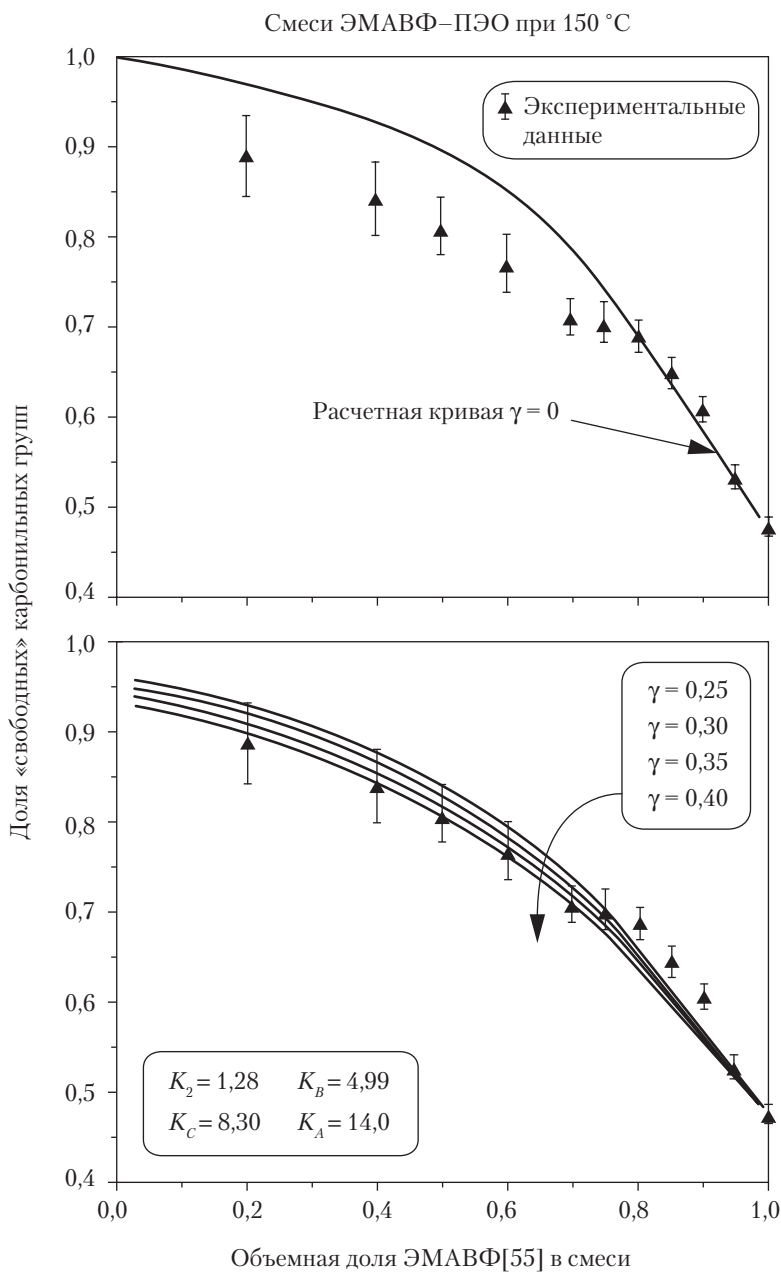 Смеси ЭМАВФ–ПЭО при 150 °C
1,0
0,9
0,8
0,7
0,6
0,5
0,4
Экспериментальные
данные
Расчетная кривая γ = 0
Доля «свободных» карбонильных групп
1,0
0,9
0,8
0,7
0,6
0,5
0,4
γ = 0,25
γ = 0,30
γ = 0,35
γ = 0,40
K₂ = 1,28 K_B = 4,99
K_C = 8,30 K_A = 14,0
0,0 0,2 0,4 0,6 0,8 1,0
Объемная доля ЭМАВФ[55] в смеси